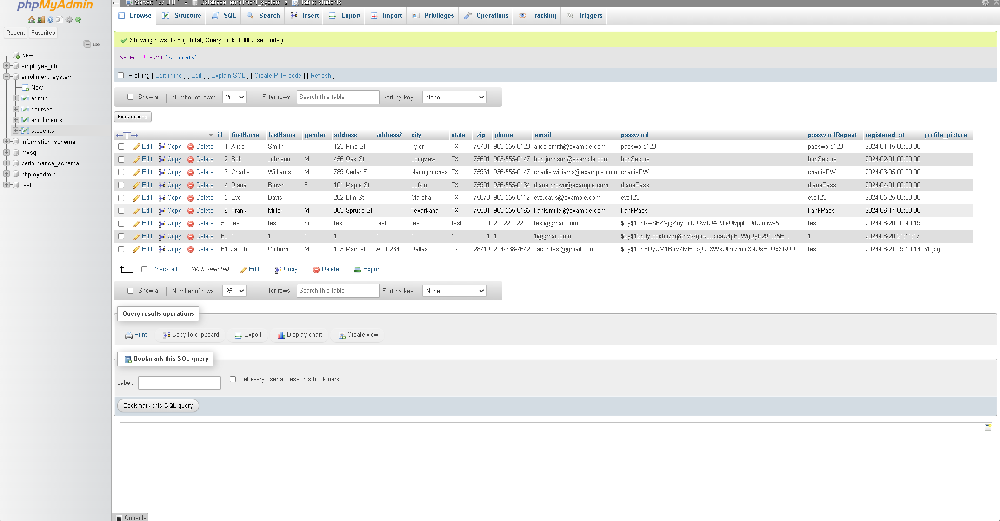 phpMyAdmin
Server: 127.0.0.1 » Database: enrollment_system » Table: students
Browse Structure SQL Search Insert Export Import Privileges Operations Tracking Triggers
Recent Favorites
New
employee_db
enrollment_system
New
admin
courses
enrollments
students
information_schema
mysql
performance_schema
phpmyadmin
test
Showing rows 0 - 8 (9 total, Query took 0.0002 seconds.)
SELECT * FROM `students`
Profiling [ Edit inline ] [ Edit ] [ Explain SQL ] [ Create PHP code ] [ Refresh ]
Show all | Number of rows: 25 Filter rows: Search this table Sort by key: None
Extra options
←T→ id firstName lastName gender address address2 city state zip phone email password passwordRepeat registered_at profile_picture
Edit Copy Delete 1 Alice Smith F 123 Pine St Tyler TX 75701 903-555-0123 alice.smith@example.com password123 password123 2024-01-15 00:00:00
Edit Copy Delete 2 Bob Johnson M 456 Oak St Longview TX 75601 903-555-0147 bob.johnson@example.com bobSecure bobSecure 2024-02-01 00:00:00
Edit Copy Delete 3 Charlie Williams M 789 Cedar St Nacogdoches TX 75961 936-555-0147 charlie.williams@example.com charliePW charliePW 2024-03-05 00:00:00
Edit Copy Delete 4 Diana Brown F 101 Maple St Lufkin TX 75901 936-555-0134 diana.brown@example.com dianaPass dianaPass 2024-04-01 00:00:00
Edit Copy Delete 5 Eve Davis F 202 Elm St Marshall TX 75670 903-555-0112 eve.davis@example.com eve123 eve123 2024-05-25 00:00:00
Edit Copy Delete 6 Frank Miller M 303 Spruce St Texarkana TX 75501 903-555-0165 frank.miller@example.com frankPass frankPass 2024-06-17 00:00:00
Edit Copy Delete 59 test test m test test test test 0 2222222222 test@gmail.com test 2024-08-20 20:40:19
Edit Copy Delete 60 1 1 1 1 1 1 1 1 1 1@gmail.com 1 2024-08-20 21:11:17
Edit Copy Delete 61 Jacob Colburn M 123 Main st. APT 234 Dallas Tx 28719 214-338-7642 JacobTest@gmail.com test 2024-08-21 19:10:14 61.jpg
Check all With selected: Edit Copy Delete Export
Show all | Number of rows: 25 Filter rows: Search this table Sort by key: None
Query results operations
Print Copy to clipboard Export Display chart Create view
Bookmark this SQL query
Label: Let every user access this bookmark
Bookmark this SQL query
Console